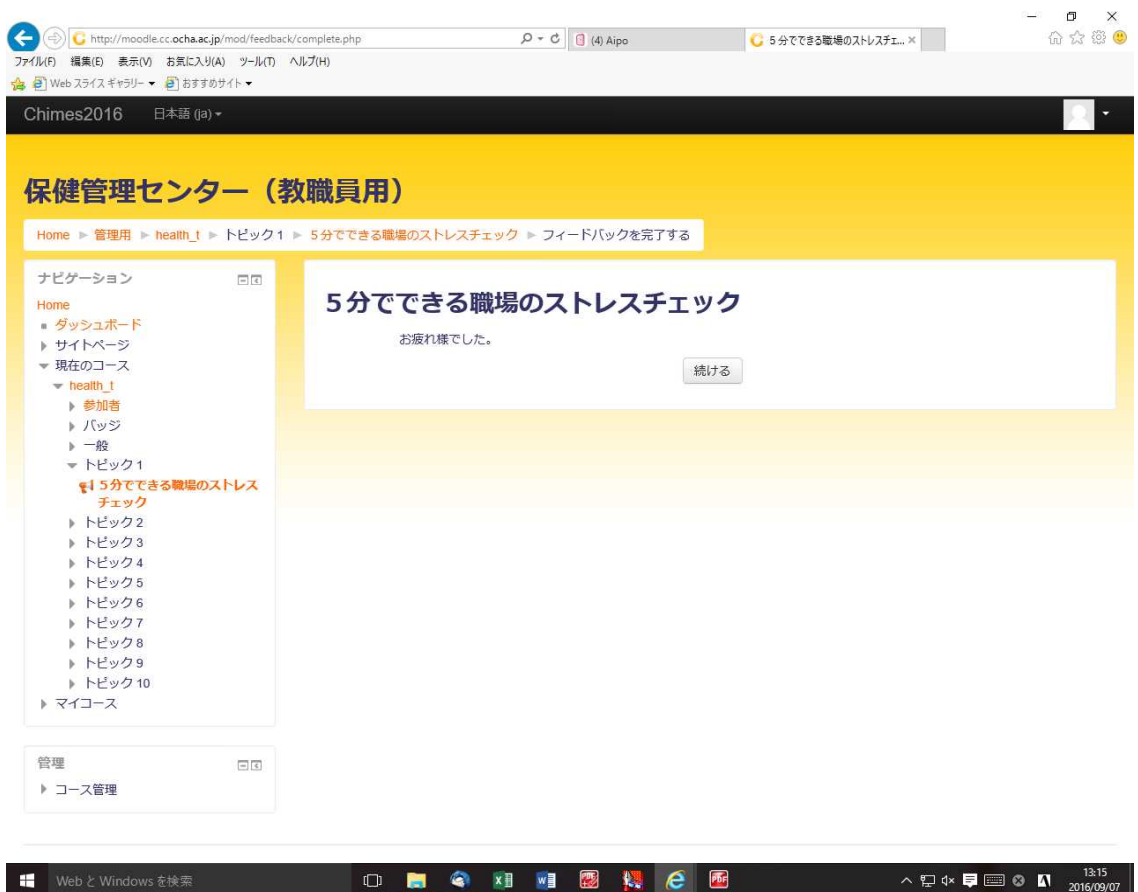 http://moodle.cc.ocha.ac.jp/mod/feedback/complete.php
(4) Aipo
5 分でできる職場のストレスチェ... ×
ファイル(F) 編集(E) 表示(V) お気に入り(A) ツール(T) ヘルプ(H)
Web スライス ギャラリー ▼ おすすめサイト ▼
Chimes2016 日本語 (ja)
保健管理センター（教職員用）
Home ▶ 管理用 ▶ health_t ▶ トピック 1 ▶ ５分でできる職場のストレスチェック ▶ フィードバックを完了する
ナビゲーション
Home
ダッシュボード
サイトページ
現在のコース
health_t
参加者
バッジ
一般
トピック 1
５分でできる職場のストレス
チェック
トピック 2
トピック 3
トピック 4
トピック 5
トピック 6
トピック 7
トピック 8
トピック 9
トピック 10
マイコース
管理
コース管理
５分でできる職場のストレスチェック
お疲れ様でした。
続ける
Web と Windows を検索
PDF
13:15
2016/09/07